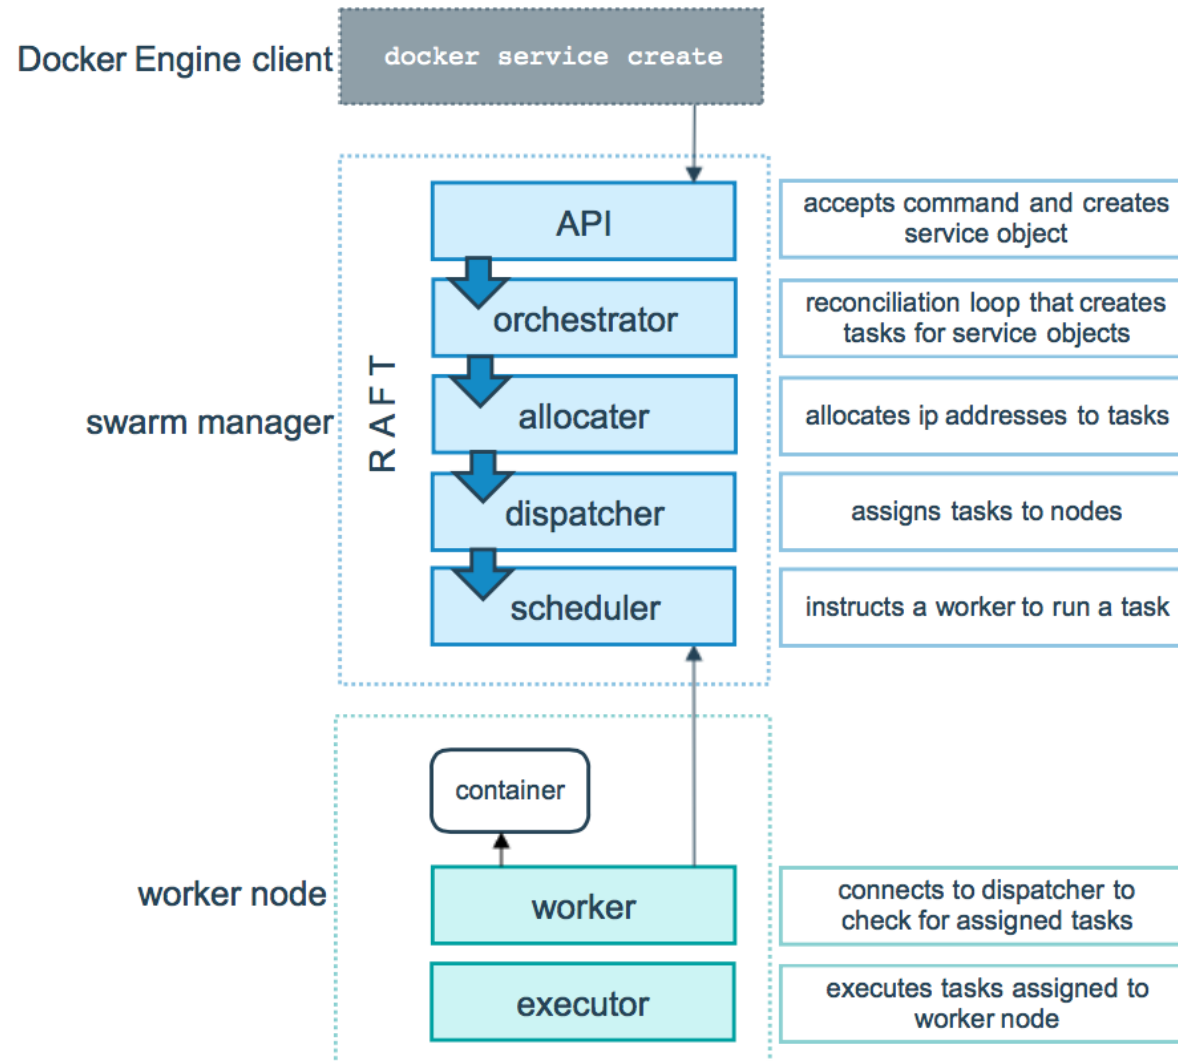 Docker Engine client
docker service create
API
accepts command and creates
service object
orchestrator
reconciliation loop that creates
tasks for service objects
swarm manager
RAFT
allocater
allocates ip addresses to tasks
dispatcher
assigns tasks to nodes
scheduler
instructs a worker to run a task
container
worker node
worker
connects to dispatcher to
check for assigned tasks
executor
executes tasks assigned to
worker node